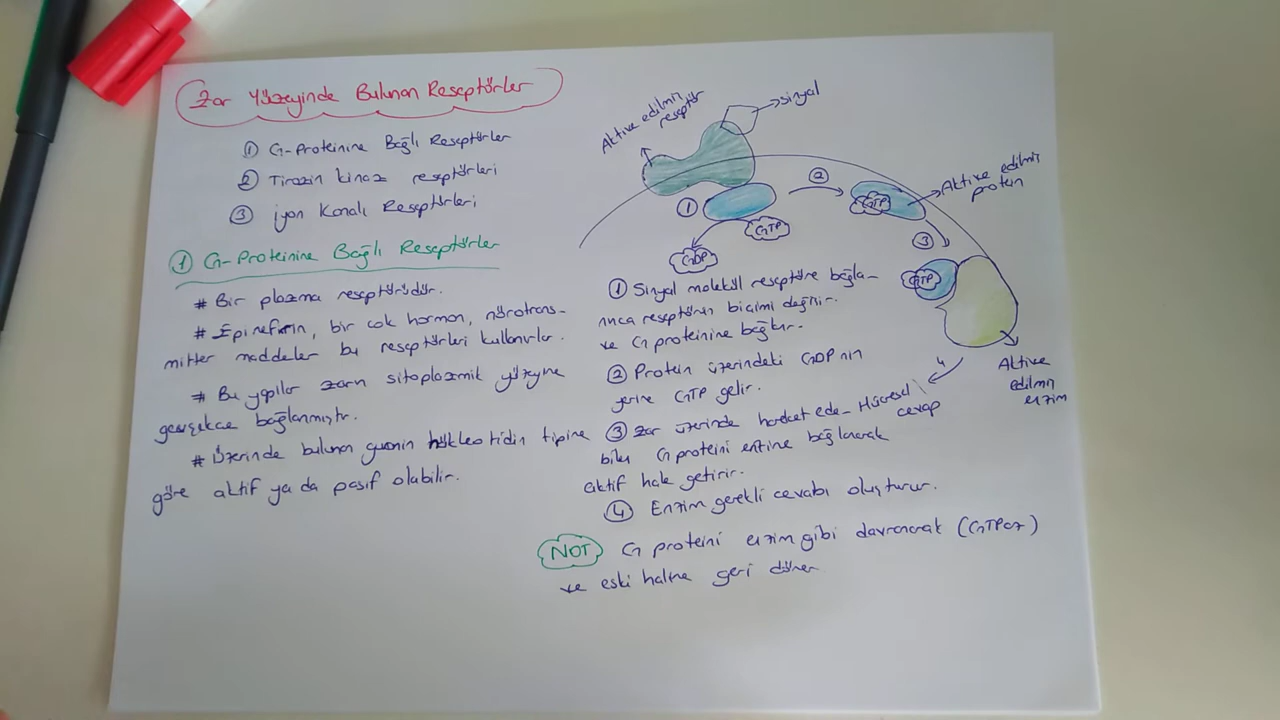 Zar Yüzeyinde Bulunan Reseptörler
① G-Proteinine Bağlı Reseptörler
② Tirozin kinaz reseptörleri
③ iyon Kanalı Reseptörleri
① G-Proteinine Bağlı Reseptörler
# Bir plazma reseptörüdür.
# Epinefrin, bir çok hormon, nörotrans-
mitter maddeler bu reseptörleri kullanırlar.
# Bu yapılar zarın sitoplazmik yüzeyine
gevşekçe bağlanmıştır.
# Üzerinde bulunan guanin nükleotidin tipine
göre aktif ya da pasif olabilir.
Aktive edilmiş
reseptör
sinyal
①
GDP
GTP
②
GTP
Aktive edilmiş
protein
③
GTP
Aktive
edilmiş
enzim
4
Hücresel
cevap
① Sinyal molekül reseptöre bağla-
nınca reseptörün biçimi değişir.
ve G proteinine bağlanır.
② Protein üzerindeki GDP nin
yerine GTP gelir.
③ Zar üzerinde hareket ede-
bilen G proteini enzime bağlanarak
aktif hale getirir.
④ Enzim gerekli cevabı oluşturur.
NOT G proteini enzim gibi davranarak (GTPaz)
ve eski haline geri döner